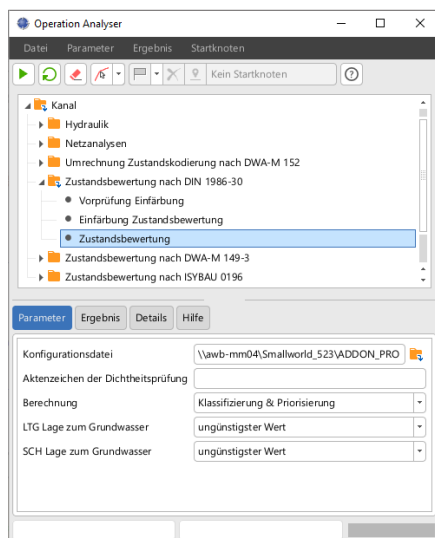 Operation Analyser
Datei Parameter Ergebnis Startknoten
Kein Startknoten
Kanal
Hydraulik
Netzanalysen
Umrechnung Zustandskodierung nach DWA-M 152
Zustandsbewertung nach DIN 1986-30
Vorprüfung Einfärbung
Einfärbung Zustandsbewertung
Zustandsbewertung
Zustandsbewertung nach DWA-M 149-3
Zustandsbewertung nach ISYBAU 0196
Parameter Ergebnis Details Hilfe
Konfigurationsdatei \\awb-mm04\Smallworld_523\ADDON_PRO
Aktenzeichen der Dichtheitsprüfung
Berechnung Klassifizierung & Priorisierung
LTG Lage zum Grundwasser ungünstigster Wert
SCH Lage zum Grundwasser ungünstigster Wert